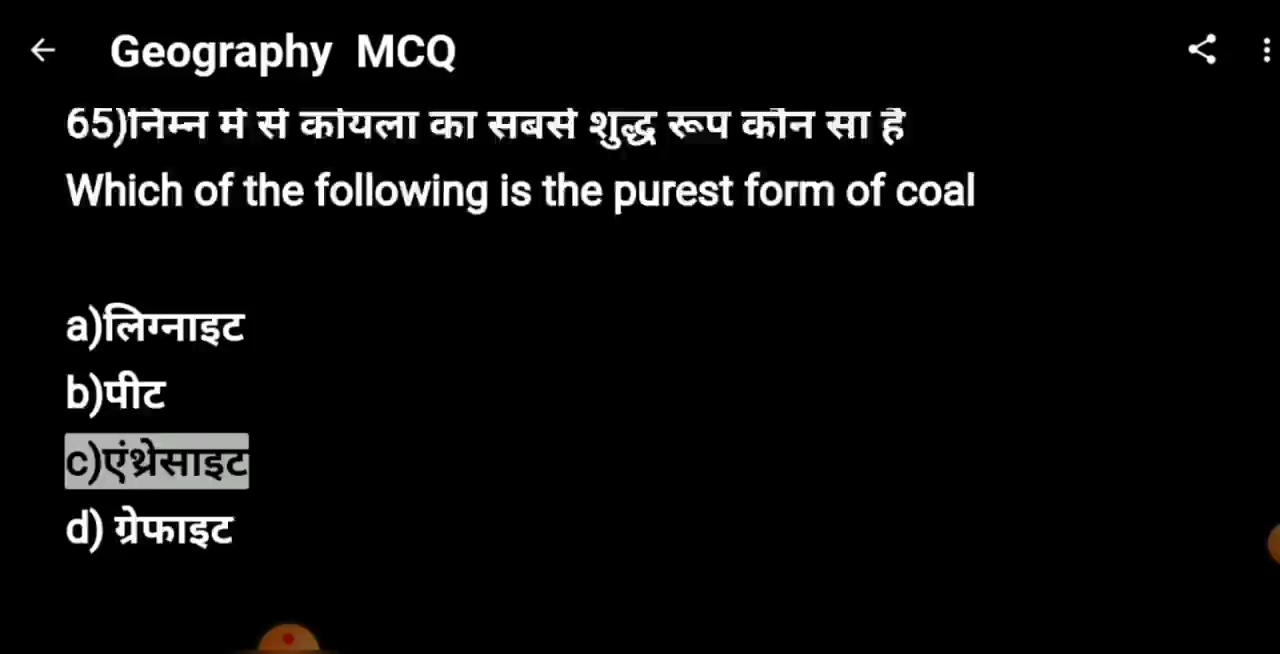 Geography MCQ
65)निम्न में से कोयला का सबसे शुद्ध रूप कौन सा है
Which of the following is the purest form of coal
a)लिग्नाइट
b)पीट
c)एंथ्रेसाइट
d) ग्रेफाइट